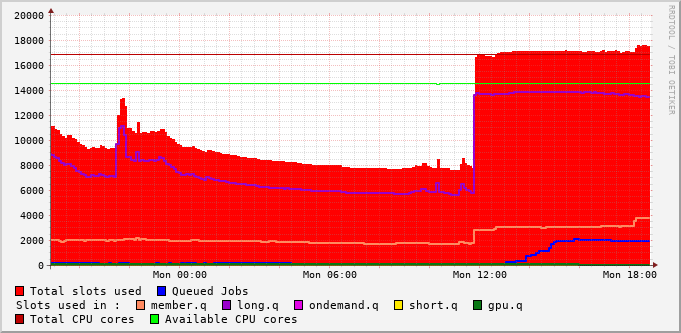 20000
18000
16000
14000
12000
10000
8000
6000
4000
2000
0
Mon 00:00 Mon 06:00 Mon 12:00 Mon 18:00
RRDTOOL / TOBI OETIKER
Total slots used Queued Jobs
Slots used in : member.q long.q ondemand.q short.q gpu.q
Total CPU cores Available CPU cores